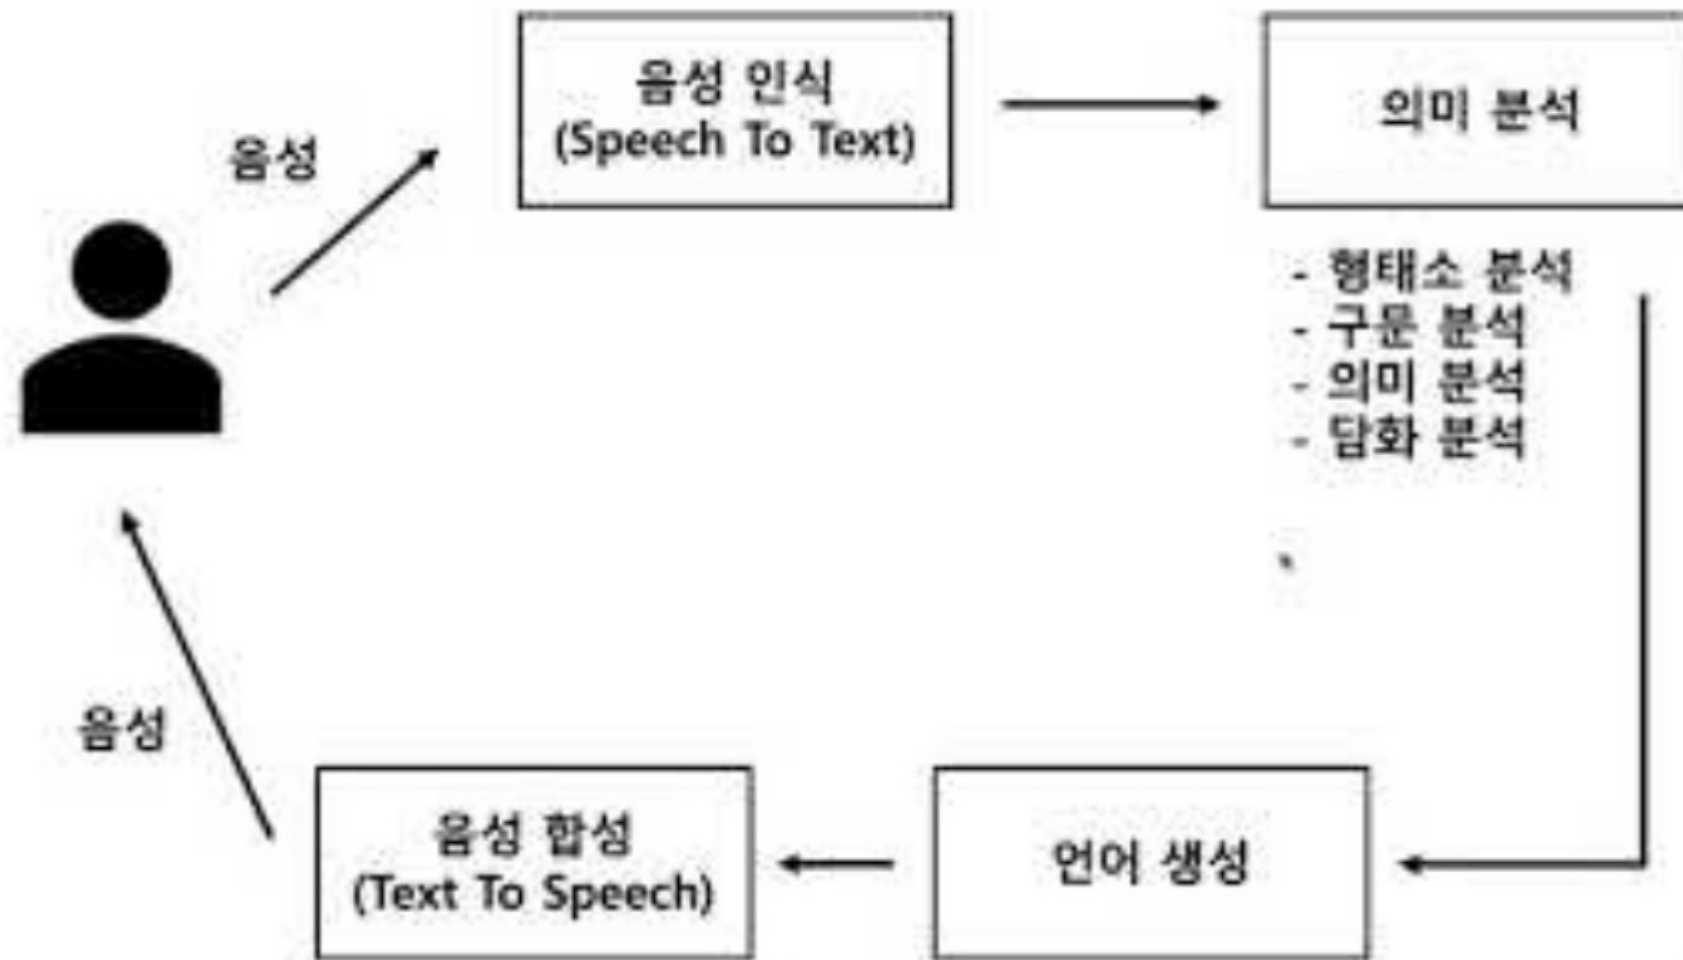 음성
음성 인식
(Speech To Text)
의미 분석
- 형태소 분석
- 구문 분석
- 의미 분석
- 담화 분석
언어 생성
음성 합성
(Text To Speech)
음성